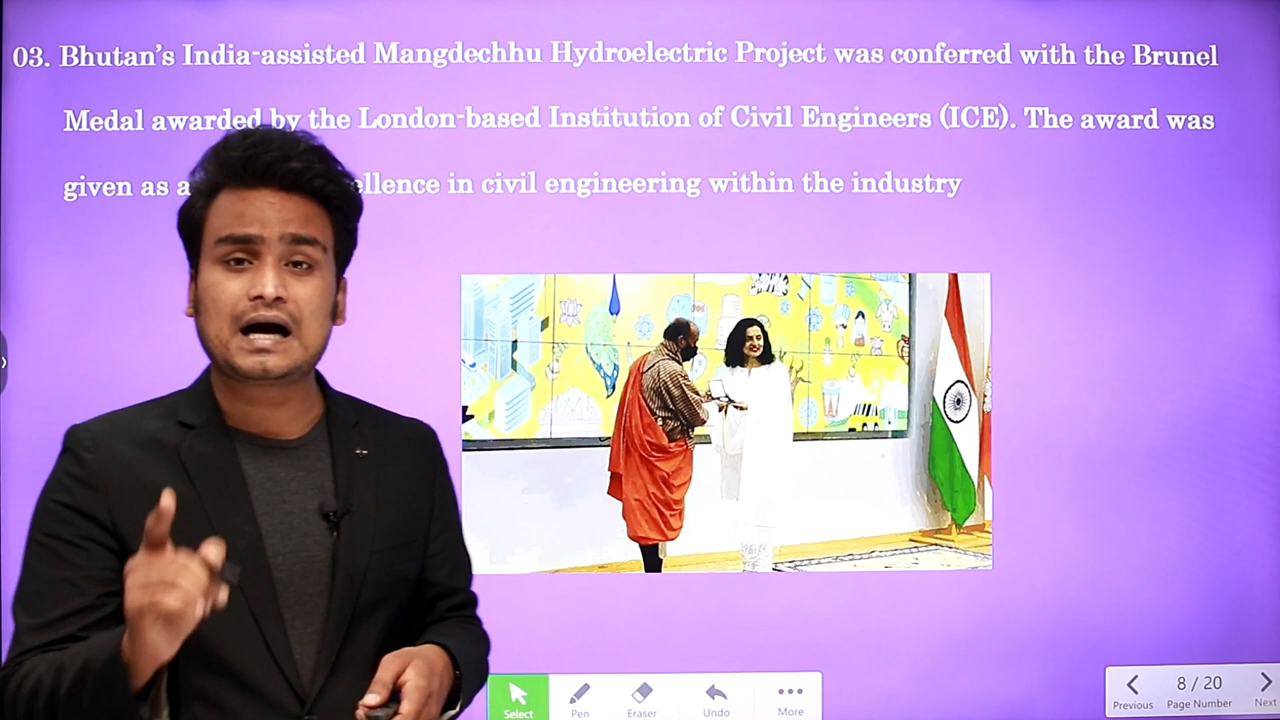 03. Bhutan's India-assisted Mangdechhu Hydroelectric Project was conferred with the Brunel
Medal awarded by the London-based Institution of Civil Engineers (ICE). The award was
given as a ellence in civil engineering within the industry
Select Pen Eraser Undo More
8 / 20
Previous Page Number Next